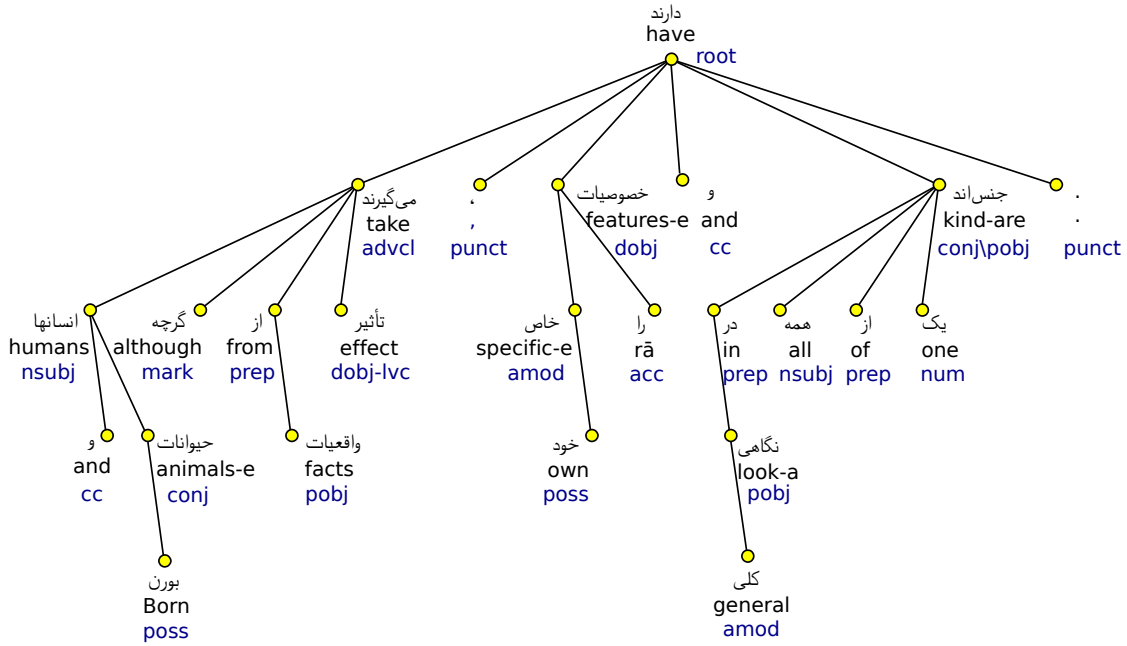 دارند
have
root
می‌گیرند
take
advcl
،
,
punct
خصوصیات
features-e
dobj
و
and
cc
جنس‌اند
kind-are
conj\pobj
.
.
punct
انسانها
humans
nsubj
گرچه
although
mark
از
from
prep
تأثیر
effect
dobj-lvc
خاص
specific-e
amod
را
rā
acc
در
in
prep
همه
all
nsubj
از
of
prep
یک
one
num
و
and
cc
حیوانات
animals-e
conj
واقعیات
facts
pobj
خود
own
poss
نگاهی
look-a
pobj
بورن
Born
poss
کلی
general
amod